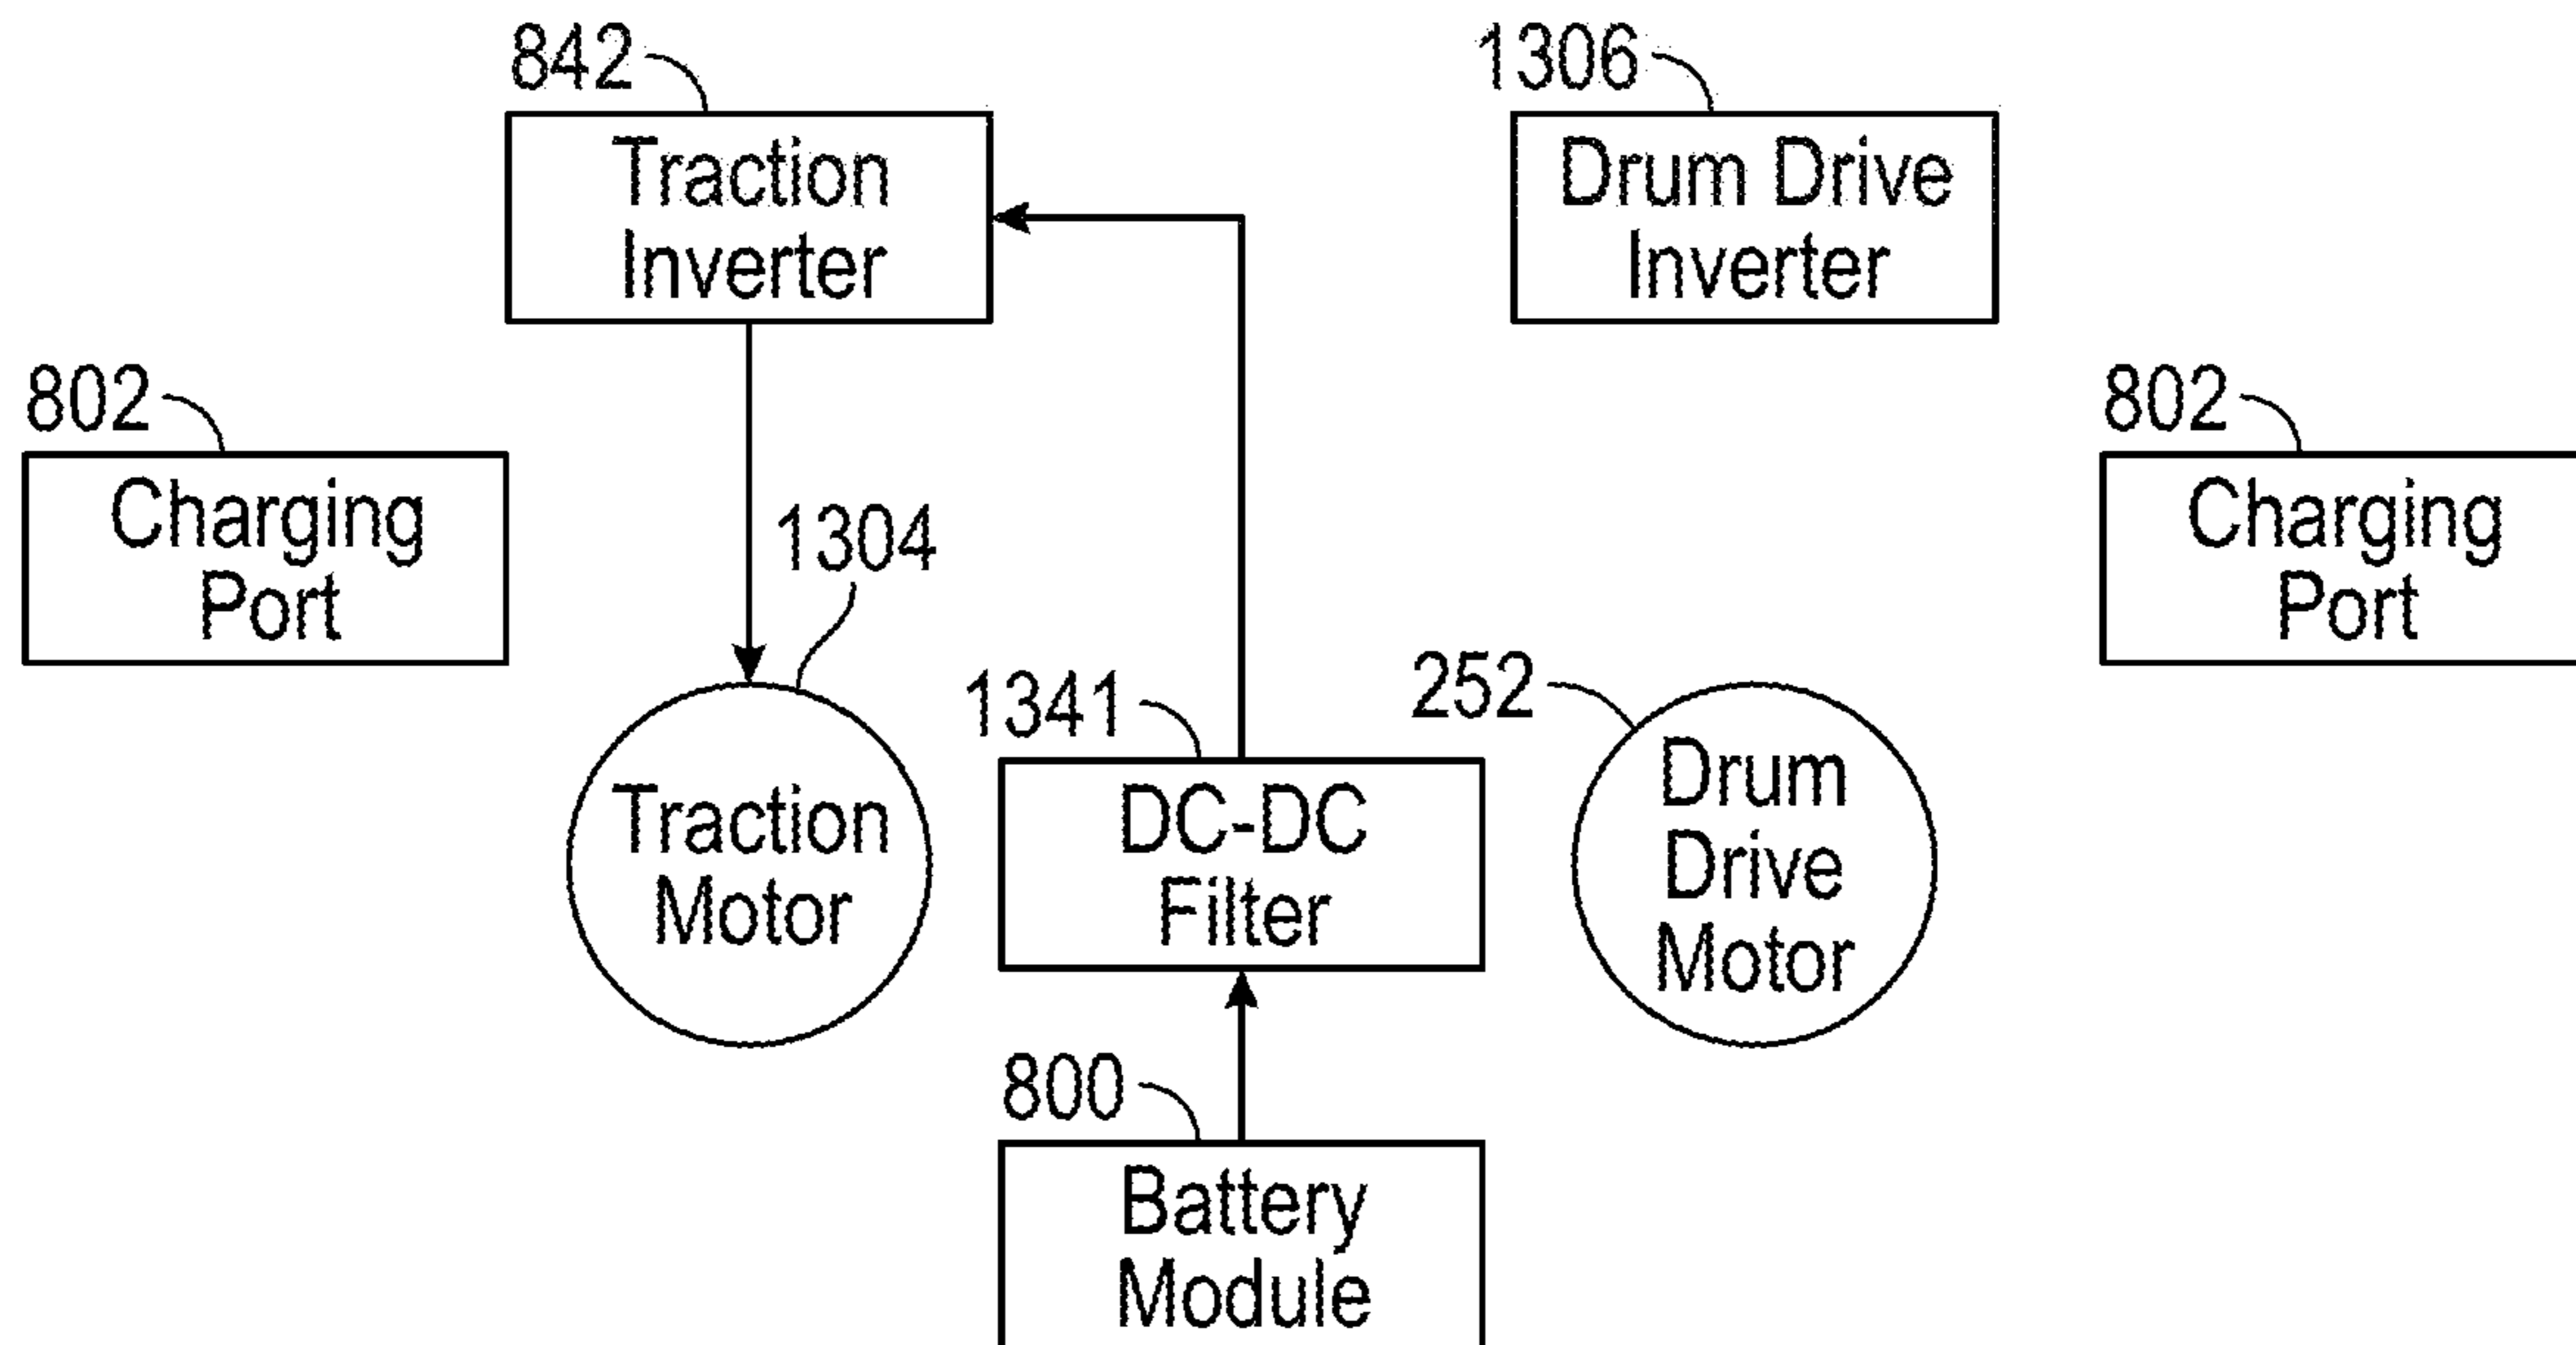 842
Traction
Inverter
1306
Drum Drive
Inverter
802
Charging
Port
802
Charging
Port
1304
Traction
Motor
1341
DC-DC
Filter
252
Drum
Drive
Motor
800
Battery
Module